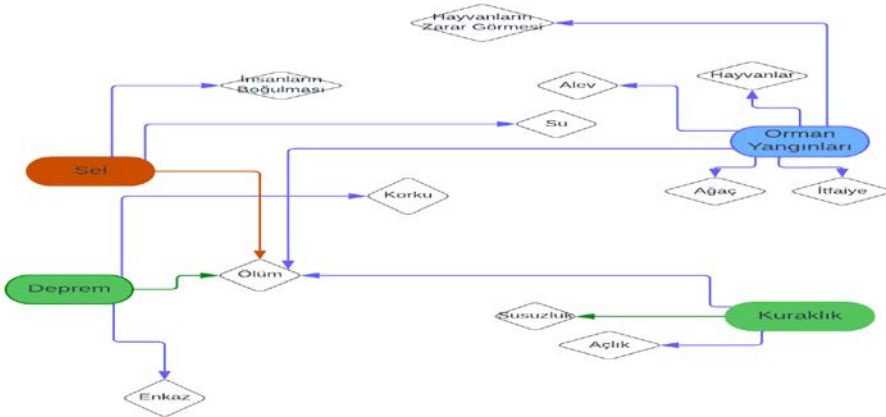 Hayvanların
Zarar Görmesi
İnsanların
Boğulması
Alev
Hayvanlar
Su
Orman
Yangınları
Sel
Korku
Ağaç
İtfaiye
Ölüm
Deprem
Susuzluk
Kuraklık
Açlık
Enkaz